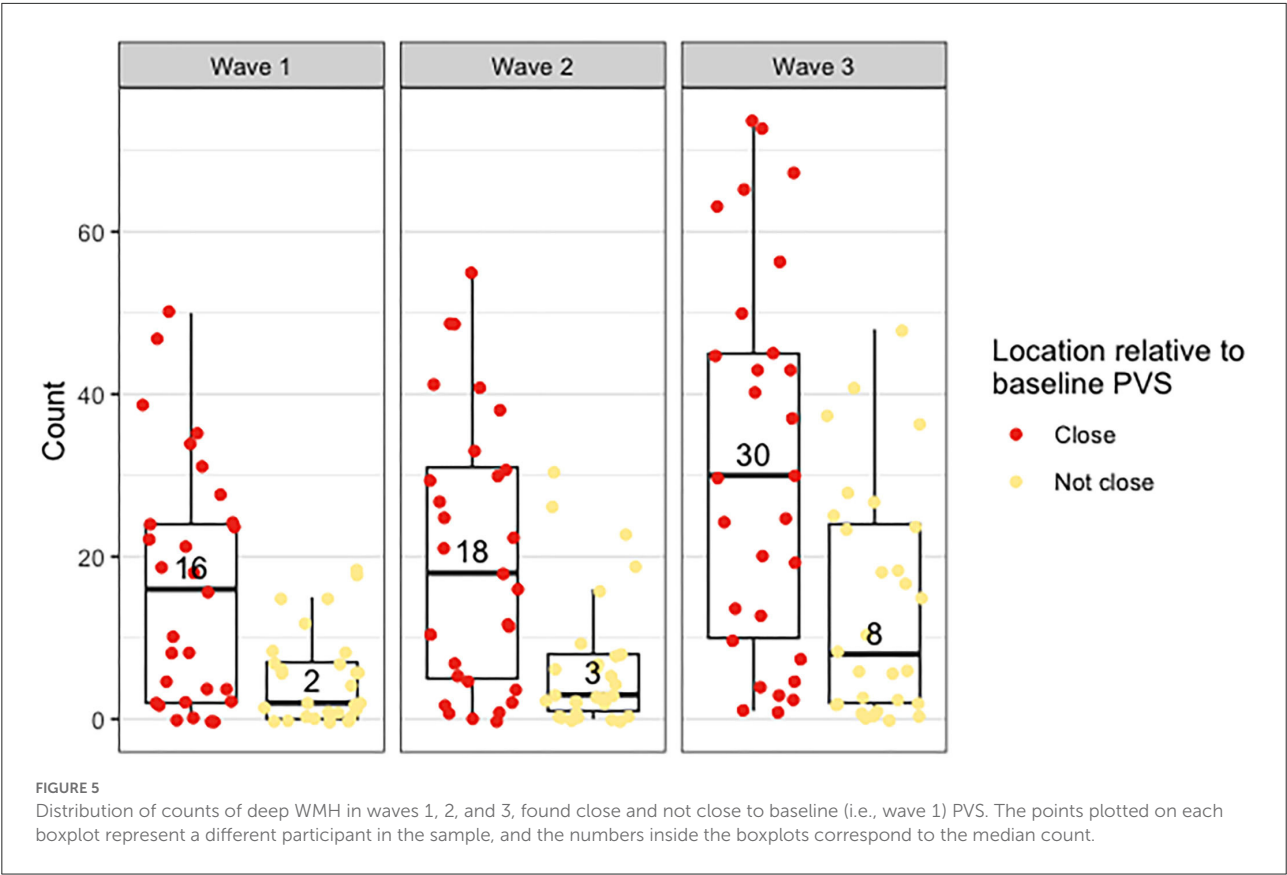 Wave 1
Wave 2
Wave 3
60
40
20
0
Count
16
2
18
3
30
8
Location relative to
baseline PVS
Close
Not close
FIGURE 5
Distribution of counts of deep WMH in waves 1, 2, and 3, found close and not close to baseline (i.e., wave 1) PVS. The points plotted on each
boxplot represent a different participant in the sample, and the numbers inside the boxplots correspond to the median count.